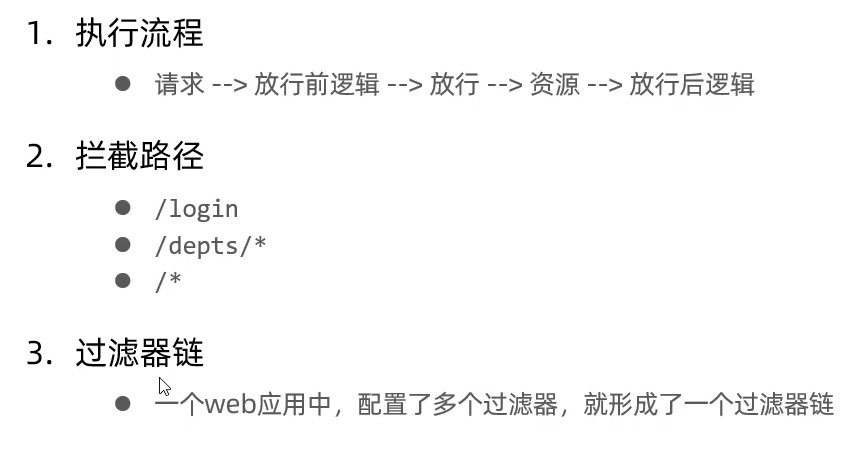 1. 执行流程
● 请求 --> 放行前逻辑 --> 放行 --> 资源 --> 放行后逻辑
2. 拦截路径
● /login
● /depts/*
● /*
3. 过滤器链
● 一个web应用中，配置了多个过滤器，就形成了一个过滤器链